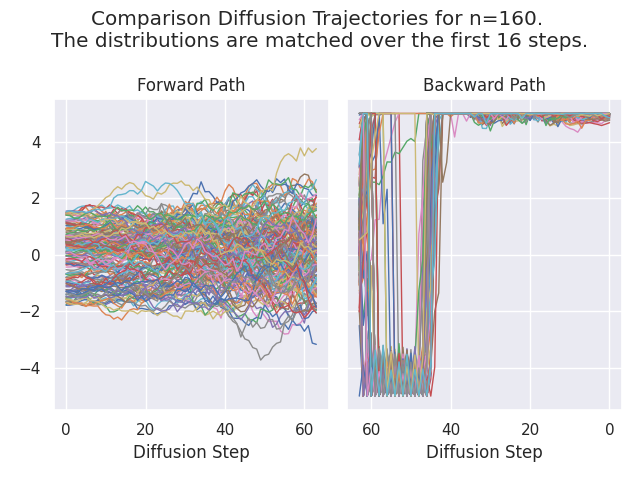 Comparison Diffusion Trajectories for n=160.
The distributions are matched over the first 16 steps.
Forward Path
Backward Path
4
2
0
−2
−4
0
20
40
60
60
40
20
0
Diffusion Step
Diffusion Step